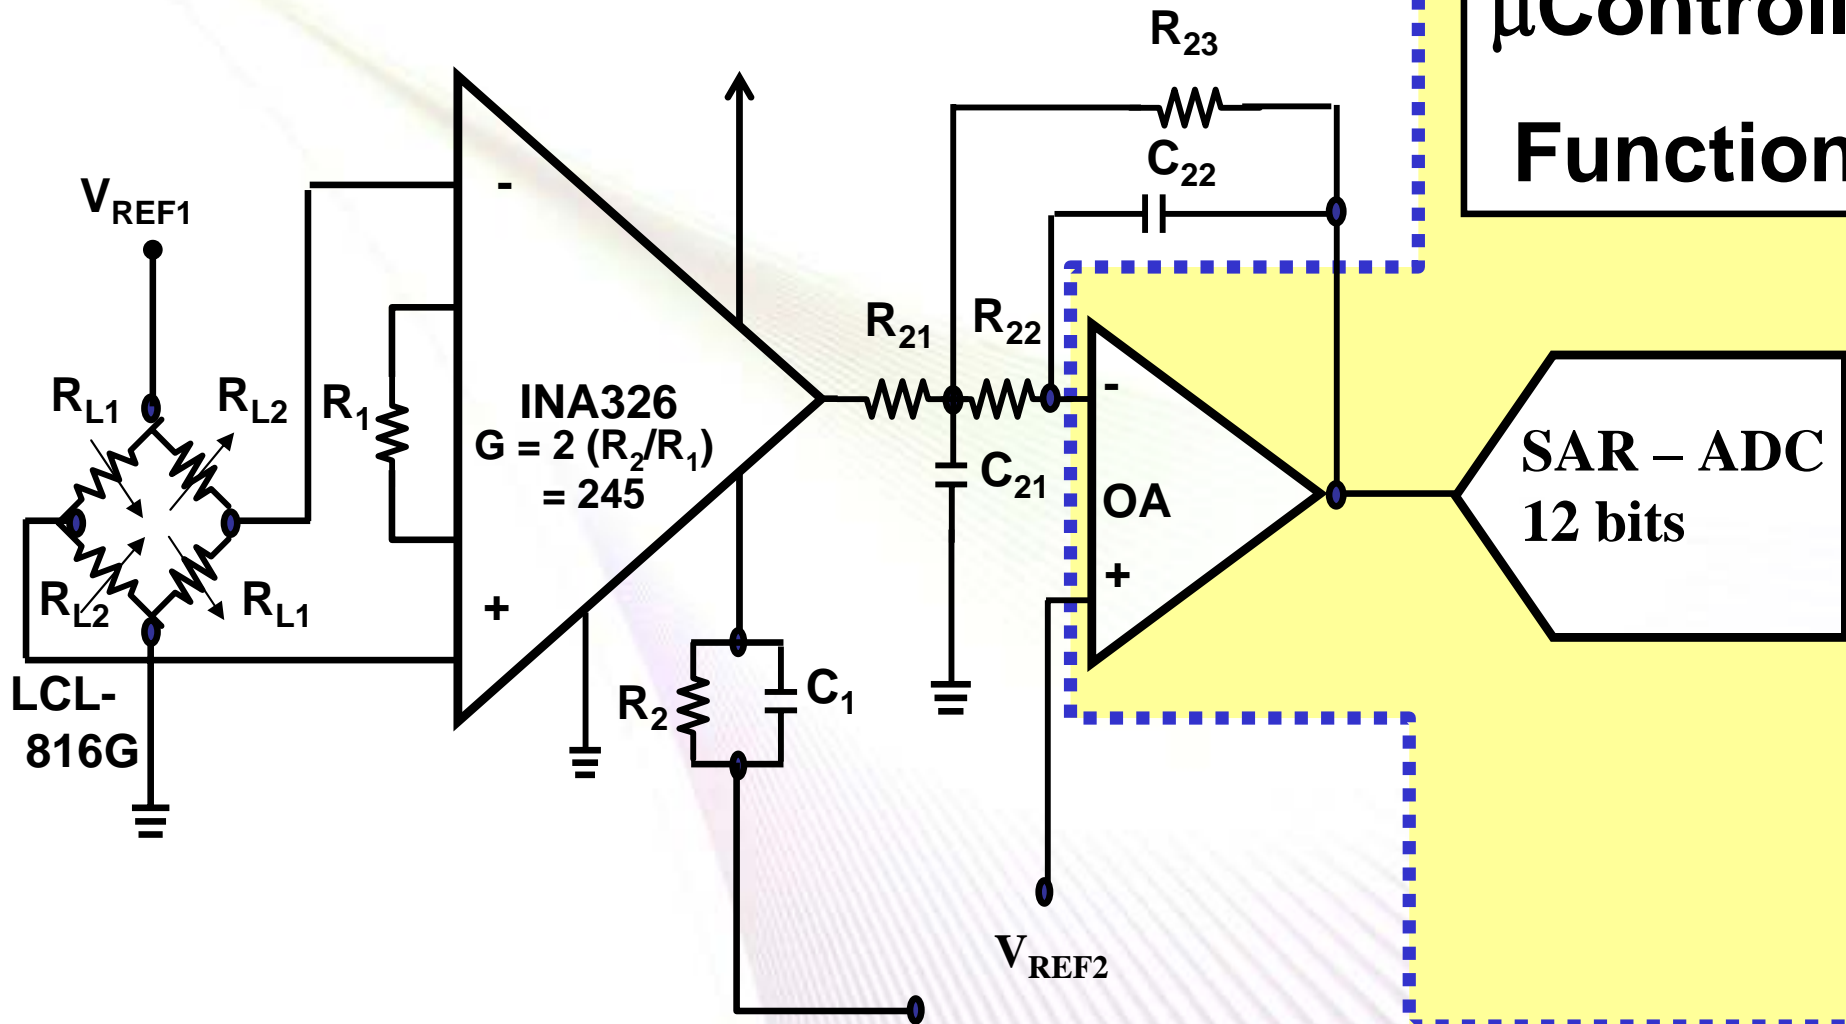 μControll
Function
R23
C22
VREF1
-
RL1
RL2
R1
INA326
G = 2 (R2/R1)
= 245
R21
R22
-
C21
OA
+
SAR – ADC
12 bits
RL2
RL1
+
LCL-
816G
R2
C1
VREF2